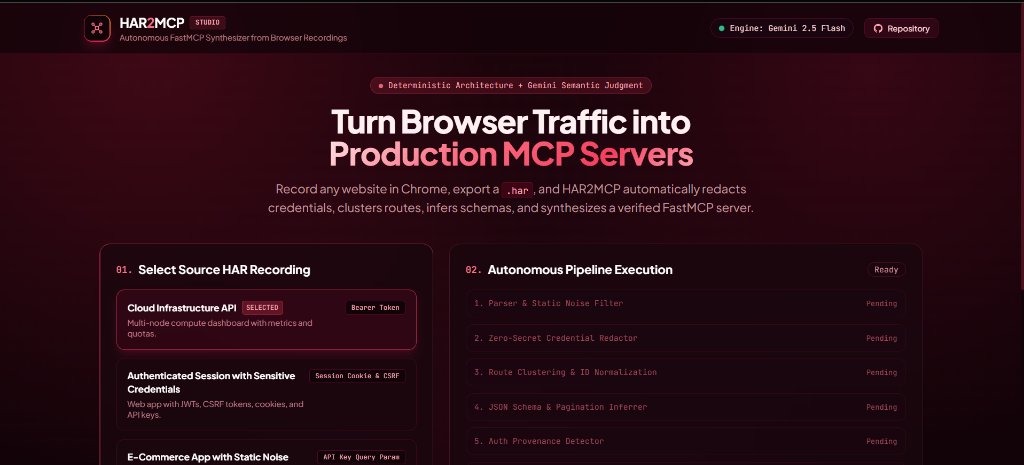 HAR2MCP STUDIO
Autonomous FastMCP Synthesizer from Browser Recordings
Engine: Gemini 2.5 Flash
Repository
Deterministic Architecture + Gemini Semantic Judgment
Turn Browser Traffic into
Production MCP Servers
Record any website in Chrome, export a .har, and HAR2MCP automatically redacts
credentials, clusters routes, infers schemas, and synthesizes a verified FastMCP server.
01. Select Source HAR Recording
Cloud Infrastructure API SELECTED Bearer Token
Multi-node compute dashboard with metrics and
quotas.
Authenticated Session with Sensitive
Credentials
Session Cookie & CSRF
Web app with JWTs, CSRF tokens, cookies, and
API keys.
E-Commerce App with Static Noise API Key Query Param
02. Autonomous Pipeline Execution Ready
1. Parser & Static Noise Filter Pending
2. Zero-Secret Credential Redactor Pending
3. Route Clustering & ID Normalization Pending
4. JSON Schema & Pagination Inferrer Pending
5. Auth Provenance Detector Pending